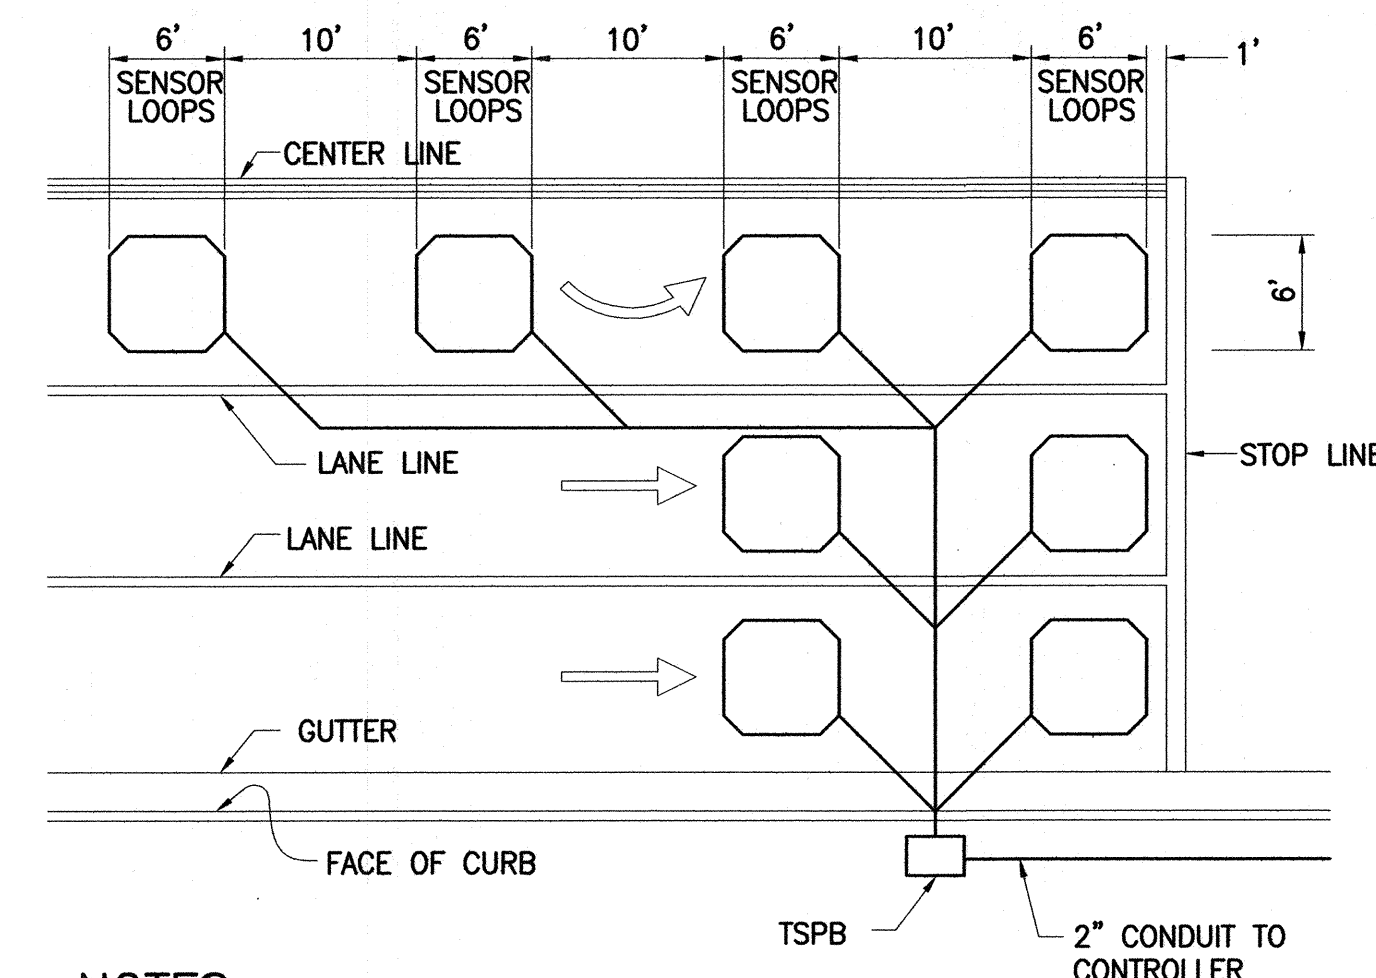 6' 10' 6' 10' 6' 10' 6' 1'
SENSOR LOOPS
SENSOR LOOPS
SENSOR LOOPS
SENSOR LOOPS
CENTER LINE
6'
LANE LINE
STOP LINE
LANE LINE
GUTTER
FACE OF CURB
TSPB
2" CONDUIT TO
CONTROLLER
NOTES